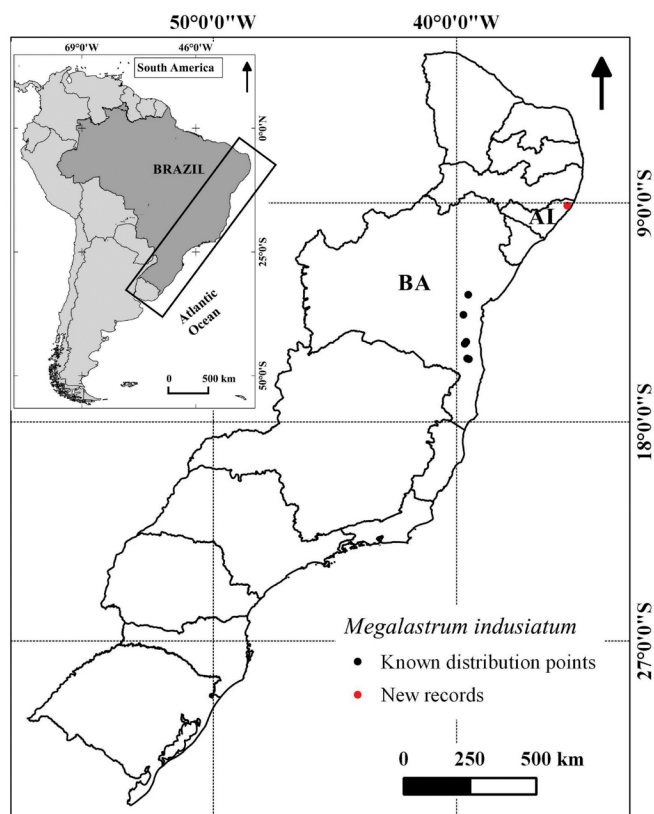 50°0'0"W
40°0'0"W
69°0"W
46°0"W
South America
0°0"N
BRAZIL
25°0"S
Atlantic
Ocean
0 500 km
50°0"S
AL
9°0'0"S
BA
18°0'0"S
27°0'0"S
Megalastrum indusiatum
Known distribution points
New records
0 250 500 km